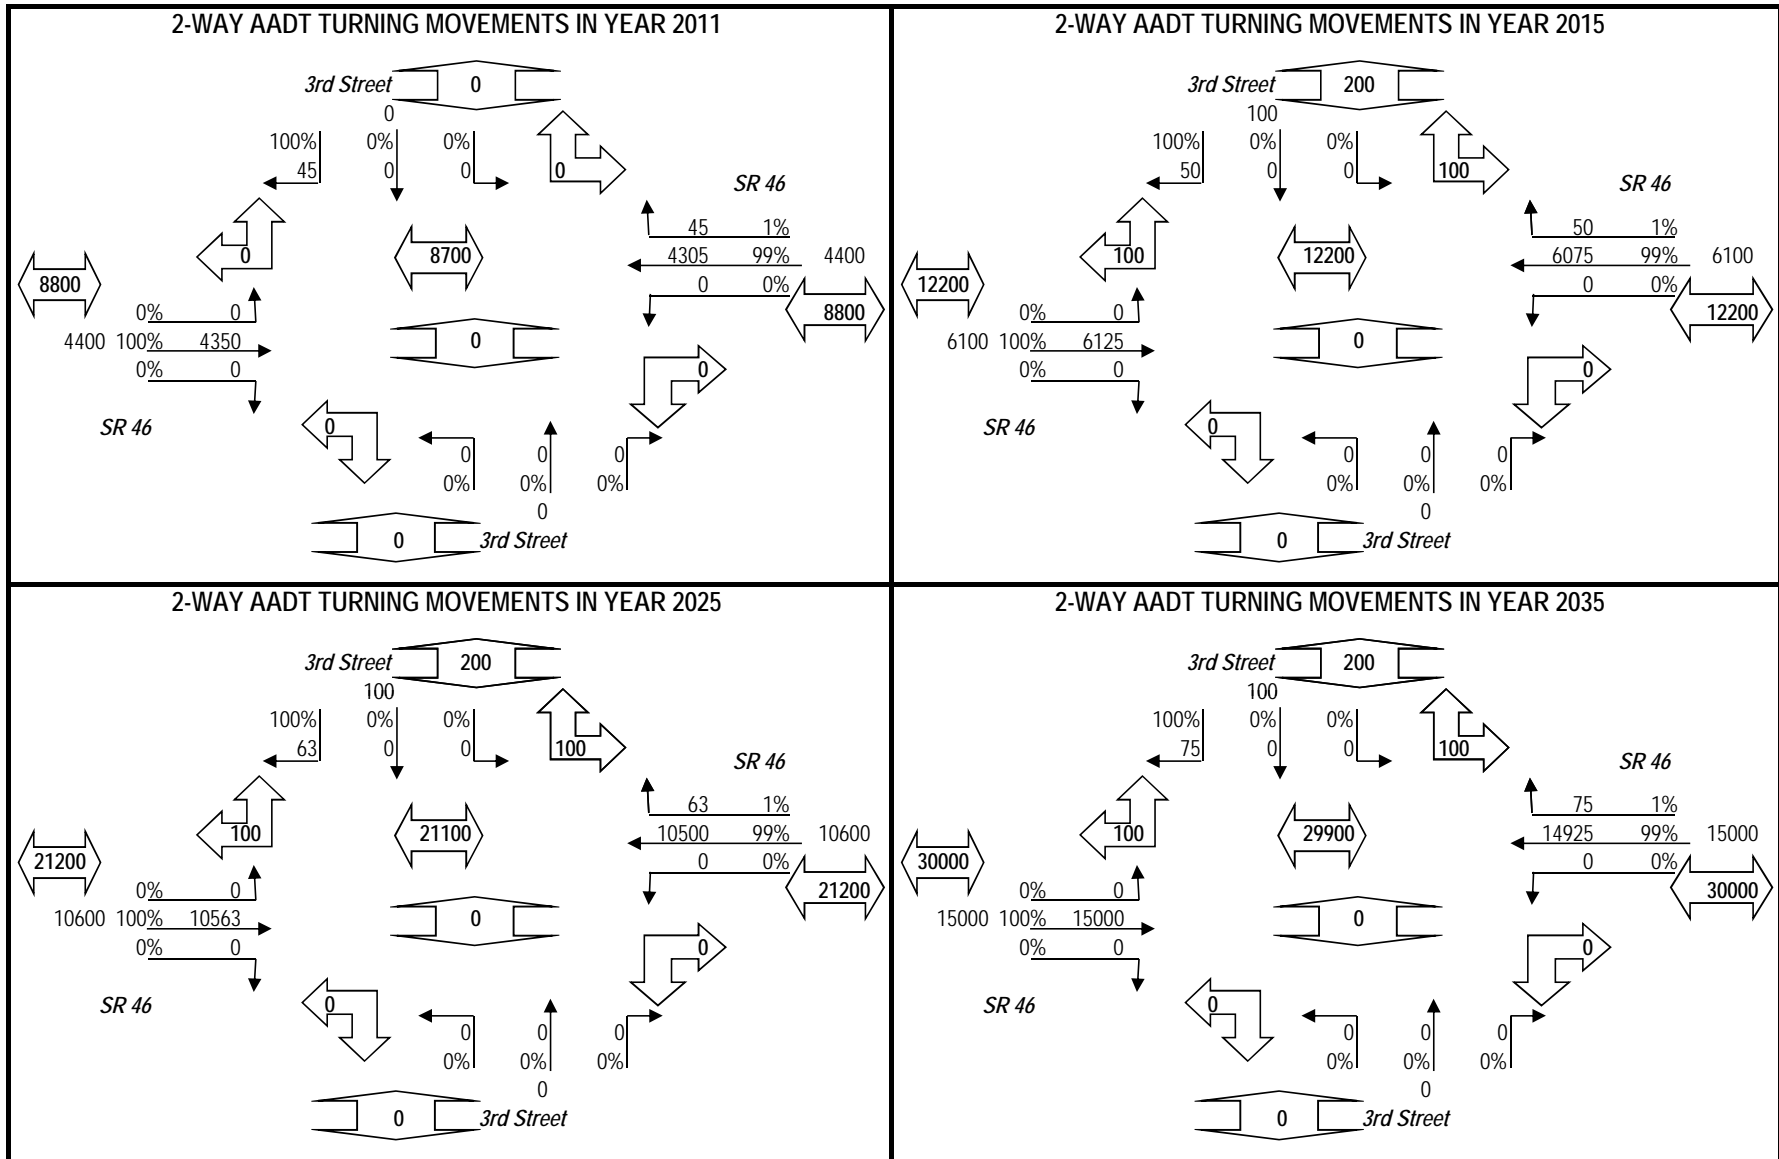 2-WAY AADT TURNING MOVEMENTS IN YEAR 2011
3rd Street 0
0
100% 0% 0%
45 0 0 0
SR 46
45 1%
0 8700 4305 99% 4400
8800 0 0%
0% 0 8800
4400 100% 4350 0
0% 0 0
SR 46 0
0 0 0
0% 0% 0%
0
0 3rd Street
2-WAY AADT TURNING MOVEMENTS IN YEAR 2015
3rd Street 200
100
100% 0% 0%
50 0 0 100
SR 46
50 1%
100 12200 6075 99% 6100
12200 0 0%
0% 0 12200
6100 100% 6125 0
0% 0 0
SR 46 0
0 0 0
0% 0% 0%
0
0 3rd Street
2-WAY AADT TURNING MOVEMENTS IN YEAR 2025
3rd Street 200
100
100% 0% 0%
63 0 0 100
SR 46
63 1%
100 21100 10500 99% 10600
21200 0 0%
0% 0 21200
10600 100% 10563 0
0% 0 0
SR 46 0
0 0 0
0% 0% 0%
0
0 3rd Street
2-WAY AADT TURNING MOVEMENTS IN YEAR 2035
3rd Street 200
100
100% 0% 0%
75 0 0 100
SR 46
75 1%
100 29900 14925 99% 15000
30000 0 0%
0% 0 30000
15000 100% 15000 0
0% 0 0
SR 46 0
0 0 0
0% 0% 0%
0
0 3rd Street